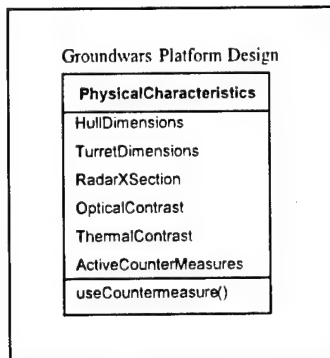 Groundwars Platform Design
PhysicalCharacteristics
HullDimensions
TurretDimensions
RadarXSection
OpticalContrast
ThermalContrast
ActiveCounterMeasures
useCountermeasure()